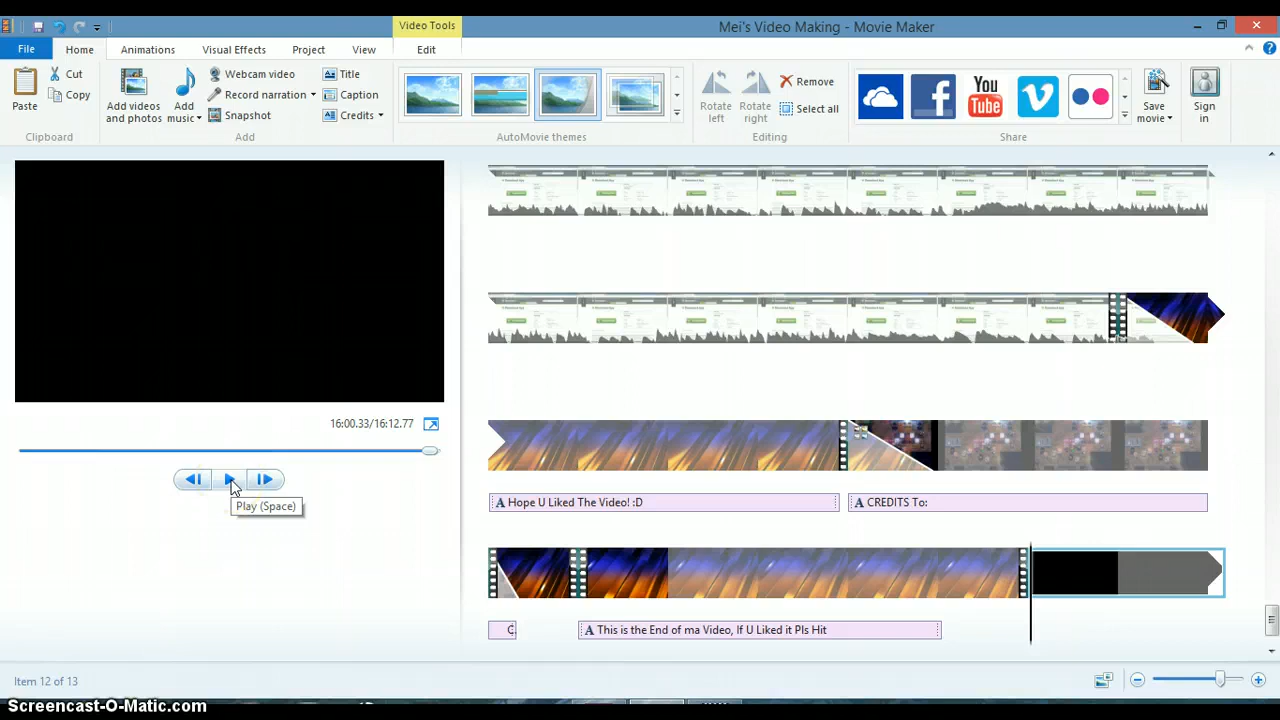 Video Tools
Mei's Video Making - Movie Maker
File
Home
Animations
Visual Effects
Project
View
Edit
Paste
Cut
Copy
Clipboard
Add videos
and photos
Add
music
Webcam video
Record narration
Snapshot
Title
Caption
Credits
Add
AutoMovie themes
Rotate
left
Rotate
right
Remove
Select all
Editing
You
Tube
Share
Save
movie
Sign
in
16:00.33/16:12.77
Play (Space)
A Hope U Liked The Video! :D
A CREDITS To:
C
A This is the End of ma Video, If U Liked it Pls Hit
Item 12 of 13
Screencast-O-Matic.com